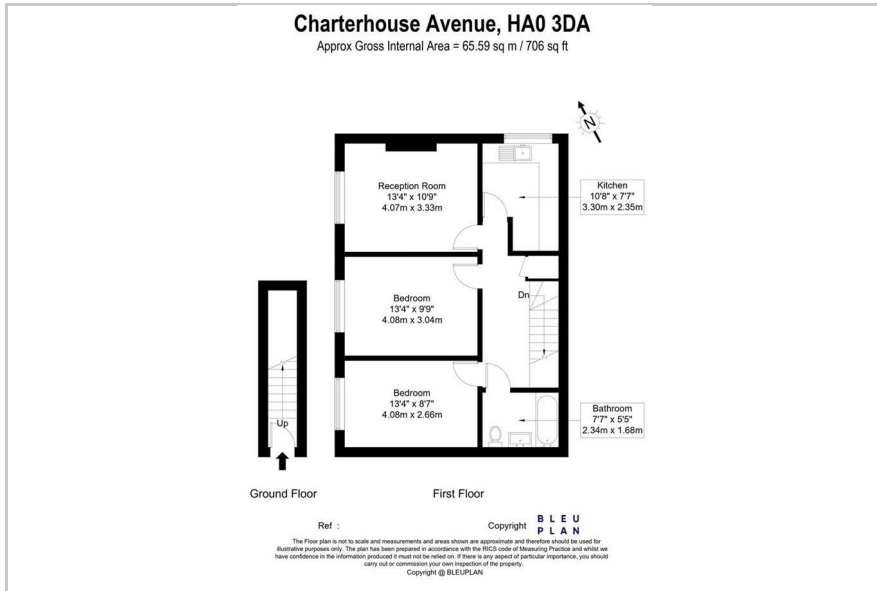 Charterhouse Avenue, HA0 3DA
Approx Gross Internal Area = 65.59 sq m / 706 sq ft
N
Reception Room
13'4" x 10'9"
4.07m x 3.33m
Kitchen
10'8" x 7'7"
3.30m x 2.35m
Bedroom
13'4" x 9'9"
4.08m x 3.04m
Dn
Bedroom
13'4" x 8'7"
4.08m x 2.66m
Bathroom
7'7" x 5'5"
2.34m x 1.68m
Up
Ground Floor
First Floor
Ref :
Copyright
BLEU
PLAN
The Floor plan is not to scale and measurements and areas shown are approximate and therefore should be used for
illustrative purposes only. The plan has been prepared in accordance with the RICS code of Measuring Practice and whilst we
have confidence in the information produced it must not be relied on. If there is any aspect of particular importance, you should
carry out or commission your own inspection of the property.
Copyright @ BLEUPLAN